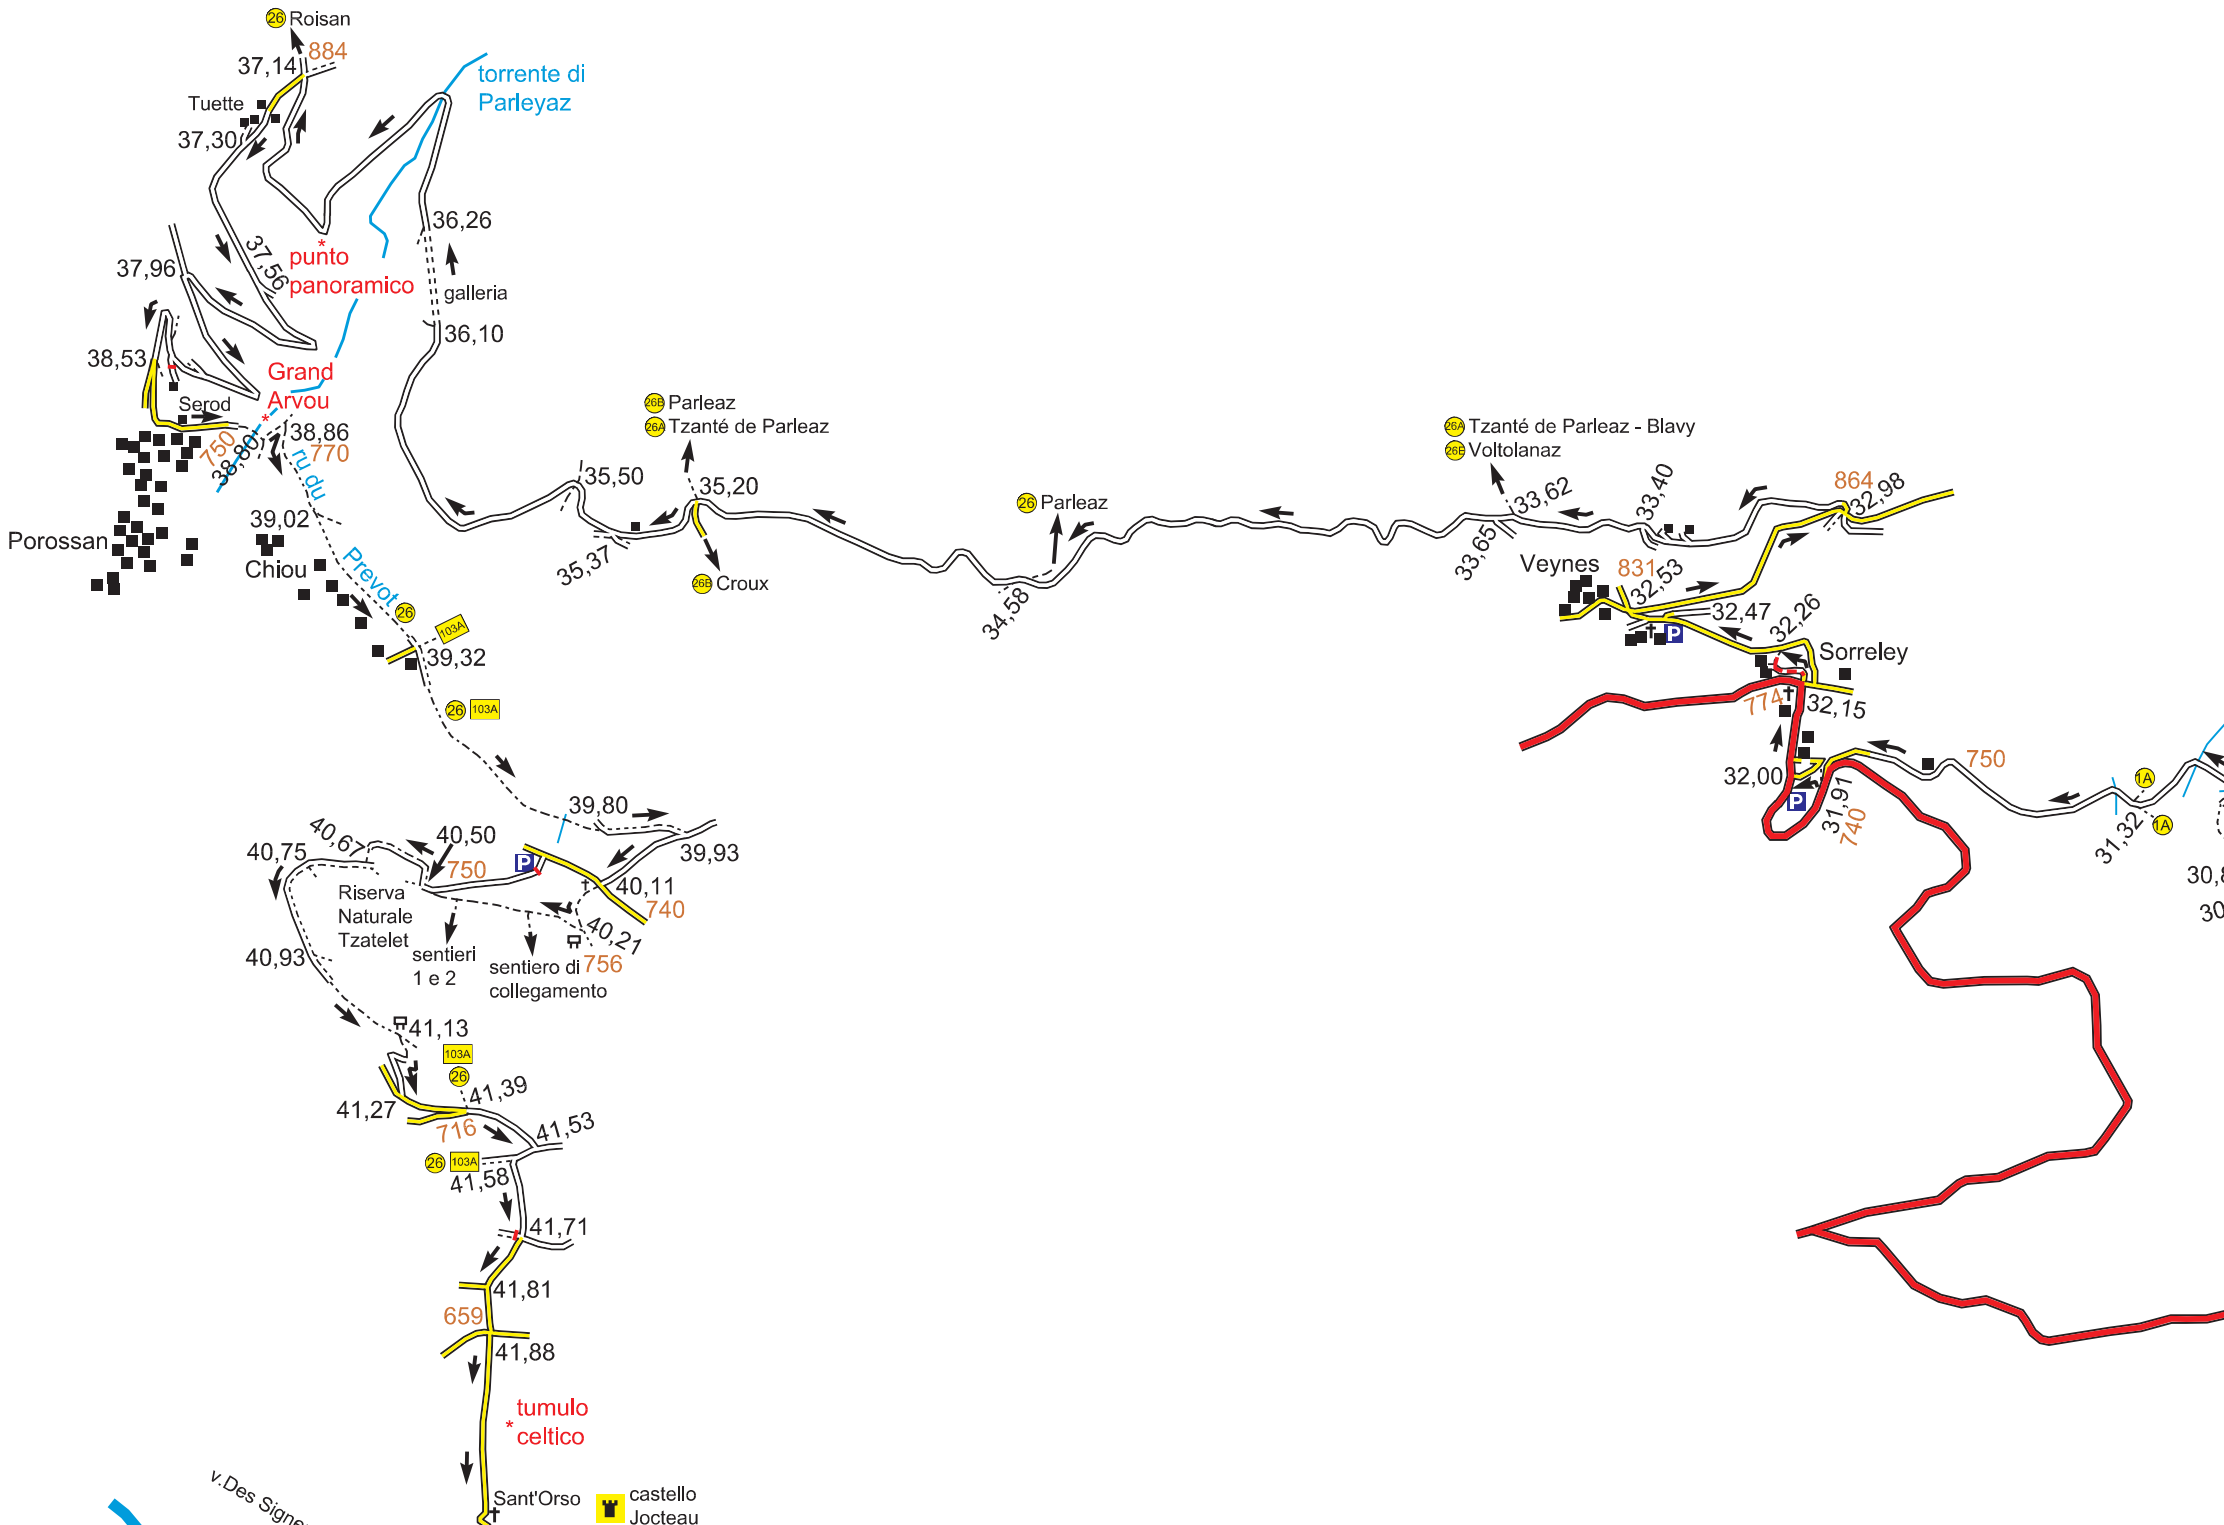 26 Roisan
884
37,14
torrente di
Parleyaz
Tuette
37,30
36,26
37,56
punto
panoramico
galleria
37,96
36,10
38,53
Grand
Arvou
Serod
750
38,80
38,86
770
ru du
Prevot
26
39,02
Porossan
Chiou
103A
39,32
26 103A
26B Parleaz
26A Tzanté de Parleaz
35,50
35,20
35,37
26B Croux
26 Parleaz
34,58
26A Tzanté de Parleaz - Blavy
26E Voltolanaz
33,62
33,40
864
32,98
33,65
Veynes
831
32,53
32,47
32,26
P
Sorreley
774
32,15
32,00
P
31,91
740
750
1A
1A
31,32
30,8
30
39,80
39,93
40,67
40,50
40,75
750
P
40,11
740
Riserva
Naturale
Tzatelet
40,21
756
40,93
sentieri
1 e 2
sentiero di
collegamento
41,13
103A
26
41,39
41,27
716
41,53
26 103A
41,58
41,71
41,81
659
41,88
tumulo
celtico
v.Des Signe
Sant'Orso
castello
Jocteau